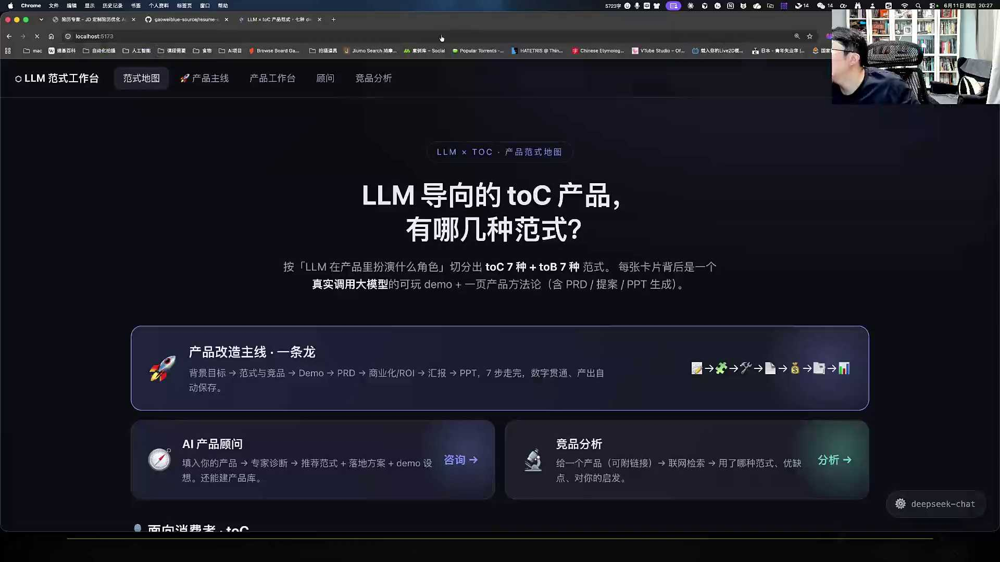 Chrome 文件 编辑 显示 历史记录 书签 个人资料 标签页 窗口 帮助 5723字 14 14 6月11日 周四 20:27
简历专家 - JD 定制简历优化 gaoweiblue-source/resume- LLM × toC 产品范式 · 七种
localhost:5173
mac 维基百科 自动化拍摄 人工智能 课程需要 食物 AI项目 Browse Board Ga... 拍摄道具 Jiumo Search 鸠摩... 案例库 – Social Popular Torrents -... HATETRIS @ Thin... Chinese Etymolog... VTube Studio – Of... 载入你的Live2D模... 日本 - 青年失业率 |... 国家
LLM 范式工作台 范式地图 产品主线 产品工作台 顾问 竞品分析
LLM × TOC · 产品范式地图
LLM 导向的 toC 产品，
有哪几种范式？
按「LLM 在产品里扮演什么角色」切分出 toC 7 种 + toB 7 种 范式。 每张卡片背后是一个
真实调用大模型的可玩 demo + 一页产品方法论（含 PRD / 提案 / PPT 生成）。
产品改造主线 · 一条龙
背景目标 → 范式与竞品 → Demo → PRD → 商业化/ROI → 汇报 → PPT，7 步走完，数字贯通、产出自
动保存。
AI 产品顾问
填入你的产品 → 专家诊断 → 推荐范式 + 落地方案 + demo 设
想。还能建产品库。
咨询 →
竞品分析
给一个产品（可附链接）→ 联网检索 → 用了哪种范式、优缺
点、对你的启发。
分析 →
deepseek-chat
面向消费者 · toC